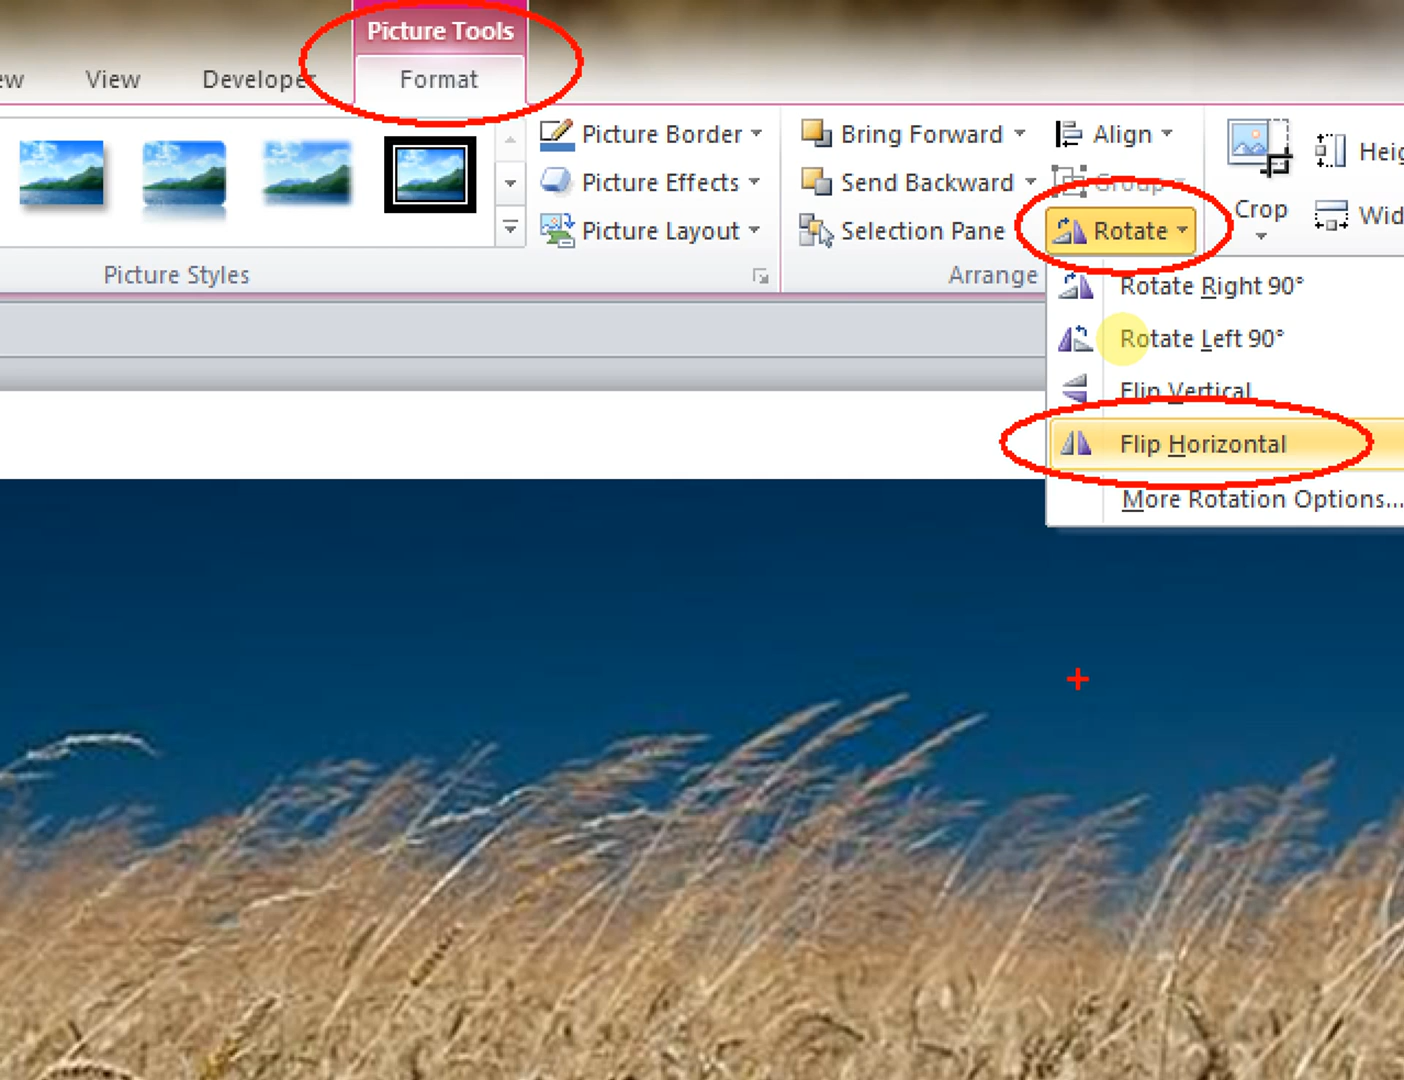 Picture Tools
ew View Developer Format
Picture Border Bring Forward Align
Picture Effects Send Backward Group
Picture Layout Selection Pane Rotate
Crop
Heig
Wid
Picture Styles Arrange
Rotate Right 90°
Rotate Left 90°
Flip Vertical
Flip Horizontal
More Rotation Options...